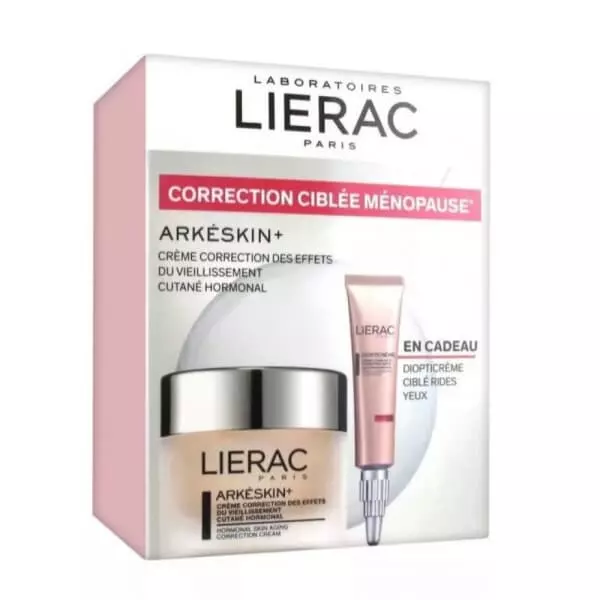 LABORATOIRES
LIERAC
PARIS
CORRECTION CIBLÉE MÉNOPAUSE*
ARKÉSKIN+
CRÈME CORRECTION DES EFFETS
DU VIEILLISSEMENT
CUTANÉ HORMONAL
LIERAC
PARIS
DIOPTICRÈME
EN CADEAU
DIOPTICRÈME
CIBLÉ RIDES
YEUX
LIERAC
PARIS
ARKÉSKIN+
CRÈME CORRECTION DES EFFETS
DU VIEILLISSEMENT
CUTANÉ HORMONAL
HORMONAL SKIN AGING
CORRECTION CREAM